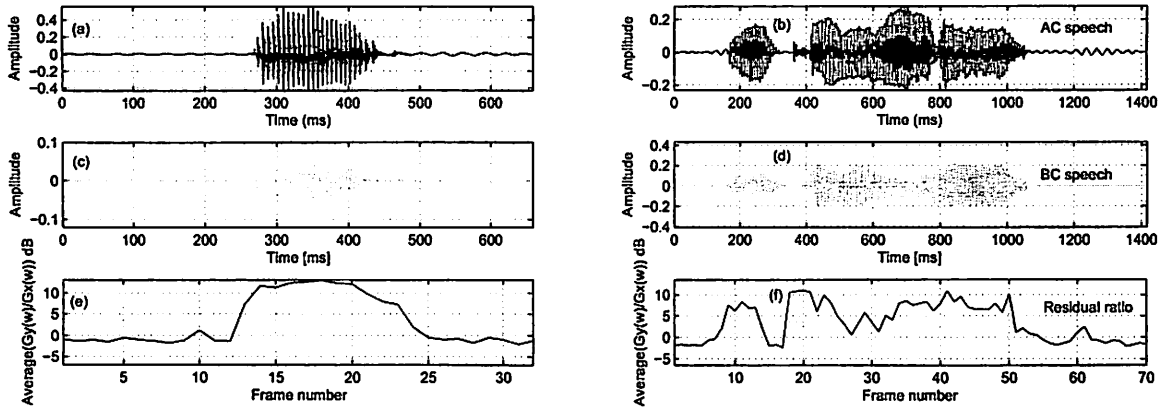 (a)
Amplitude
0.4
0.2
0
−0.2
−0.4
0 100 200 300 400 500 600
Time (ms)
(b)
AC speech
Amplitude
0.2
0
−0.2
0 200 400 600 800 1000 1200 1400
Time (ms)
(c)
Amplitude
0.1
0
−0.1
0 100 200 300 400 500 600
Time [ms]
(d)
BC speech
Amplitude
0.4
0.2
0
−0.2
−0.4
0 200 400 600 800 1000 1200 1400
Time [ms]
(e)
Average(Gy(w)/Gx(w)) dB
10
5
0
−5
5 10 15 20 25 30
Frame number
(f)
Residual ratio
Average(Gy(w)/Gx(w)) dB
10
5
0
−5
10 20 30 40 50 60 70
Frame number